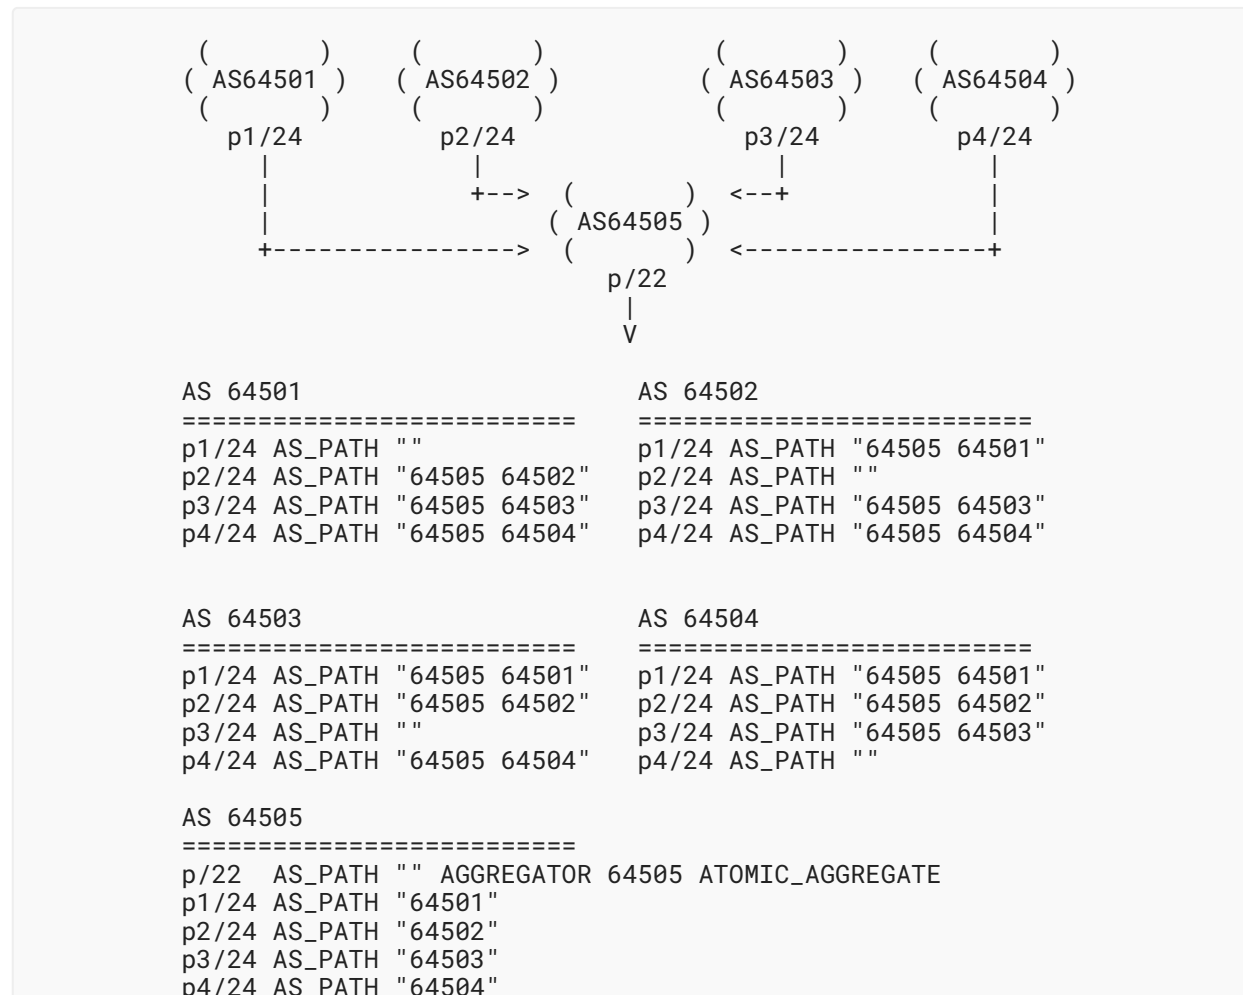 (       )     (       )           (       )     (       )
( AS64501 )   ( AS64502 )         ( AS64503 )   ( AS64504 )
 (       )     (       )           (       )     (       )
   p1/24         p2/24               p3/24         p4/24
     |             |                   |             |
     |             +-->  (       )  <--+             |
     |                  ( AS64505 )                  |
     +---------------->  (       )  <----------------+
                            p/22
                             |
                             V
AS 64501                      AS 64502
==========================    ==========================
p1/24 AS_PATH ""              p1/24 AS_PATH "64505 64501"
p2/24 AS_PATH "64505 64502"   p2/24 AS_PATH ""
p3/24 AS_PATH "64505 64503"   p3/24 AS_PATH "64505 64503"
p4/24 AS_PATH "64505 64504"   p4/24 AS_PATH "64505 64504"
AS 64503                      AS 64504
==========================    ==========================
p1/24 AS_PATH "64505 64501"   p1/24 AS_PATH "64505 64501"
p2/24 AS_PATH "64505 64502"   p2/24 AS_PATH "64505 64502"
p3/24 AS_PATH ""              p3/24 AS_PATH "64505 64503"
p4/24 AS_PATH "64505 64504"   p4/24 AS_PATH ""
AS 64505
==========================
p/22  AS_PATH "" AGGREGATOR 64505 ATOMIC_AGGREGATE
p1/24 AS_PATH "64501"
p2/24 AS_PATH "64502"
p3/24 AS_PATH "64503"
p4/24 AS_PATH "64504"